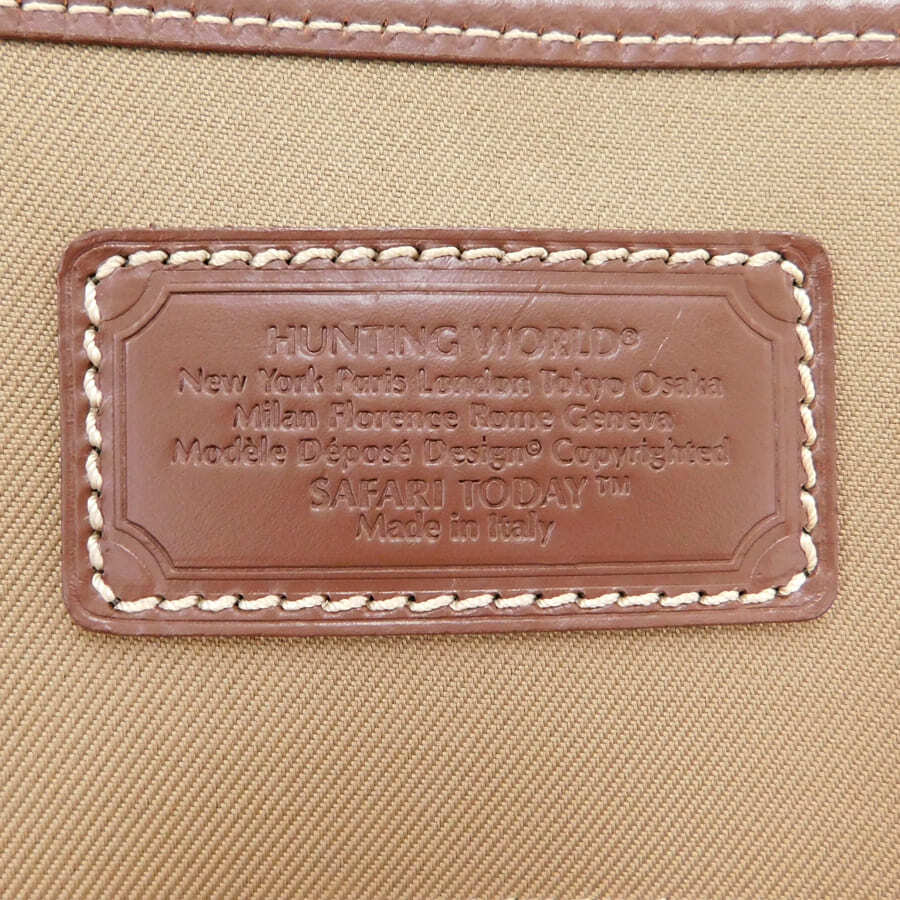 HUNTING WORLD®
New York Paris London Tokyo Osaka
Milan Florence Rome Geneva
Modèle Déposé Design© Copyrighted
SAFARI TODAY™
Made in Italy